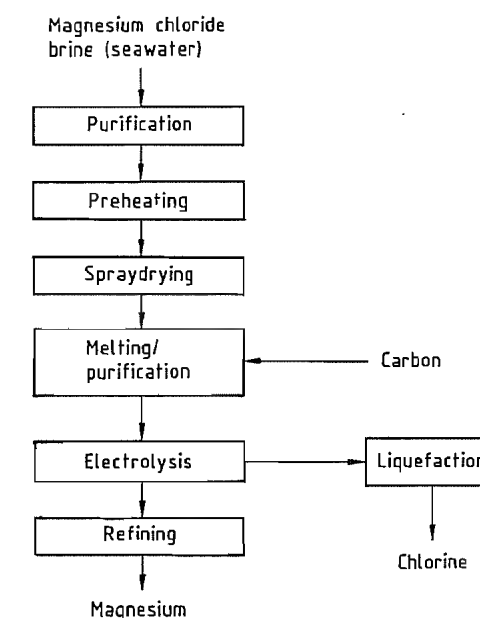 Magnesium chloride
brine (seawater)
Purification
Preheating
Spraydrying
Melting/
purification
Carbon
Electrolysis
Liquefaction
Refining
Chlorine
Magnesium